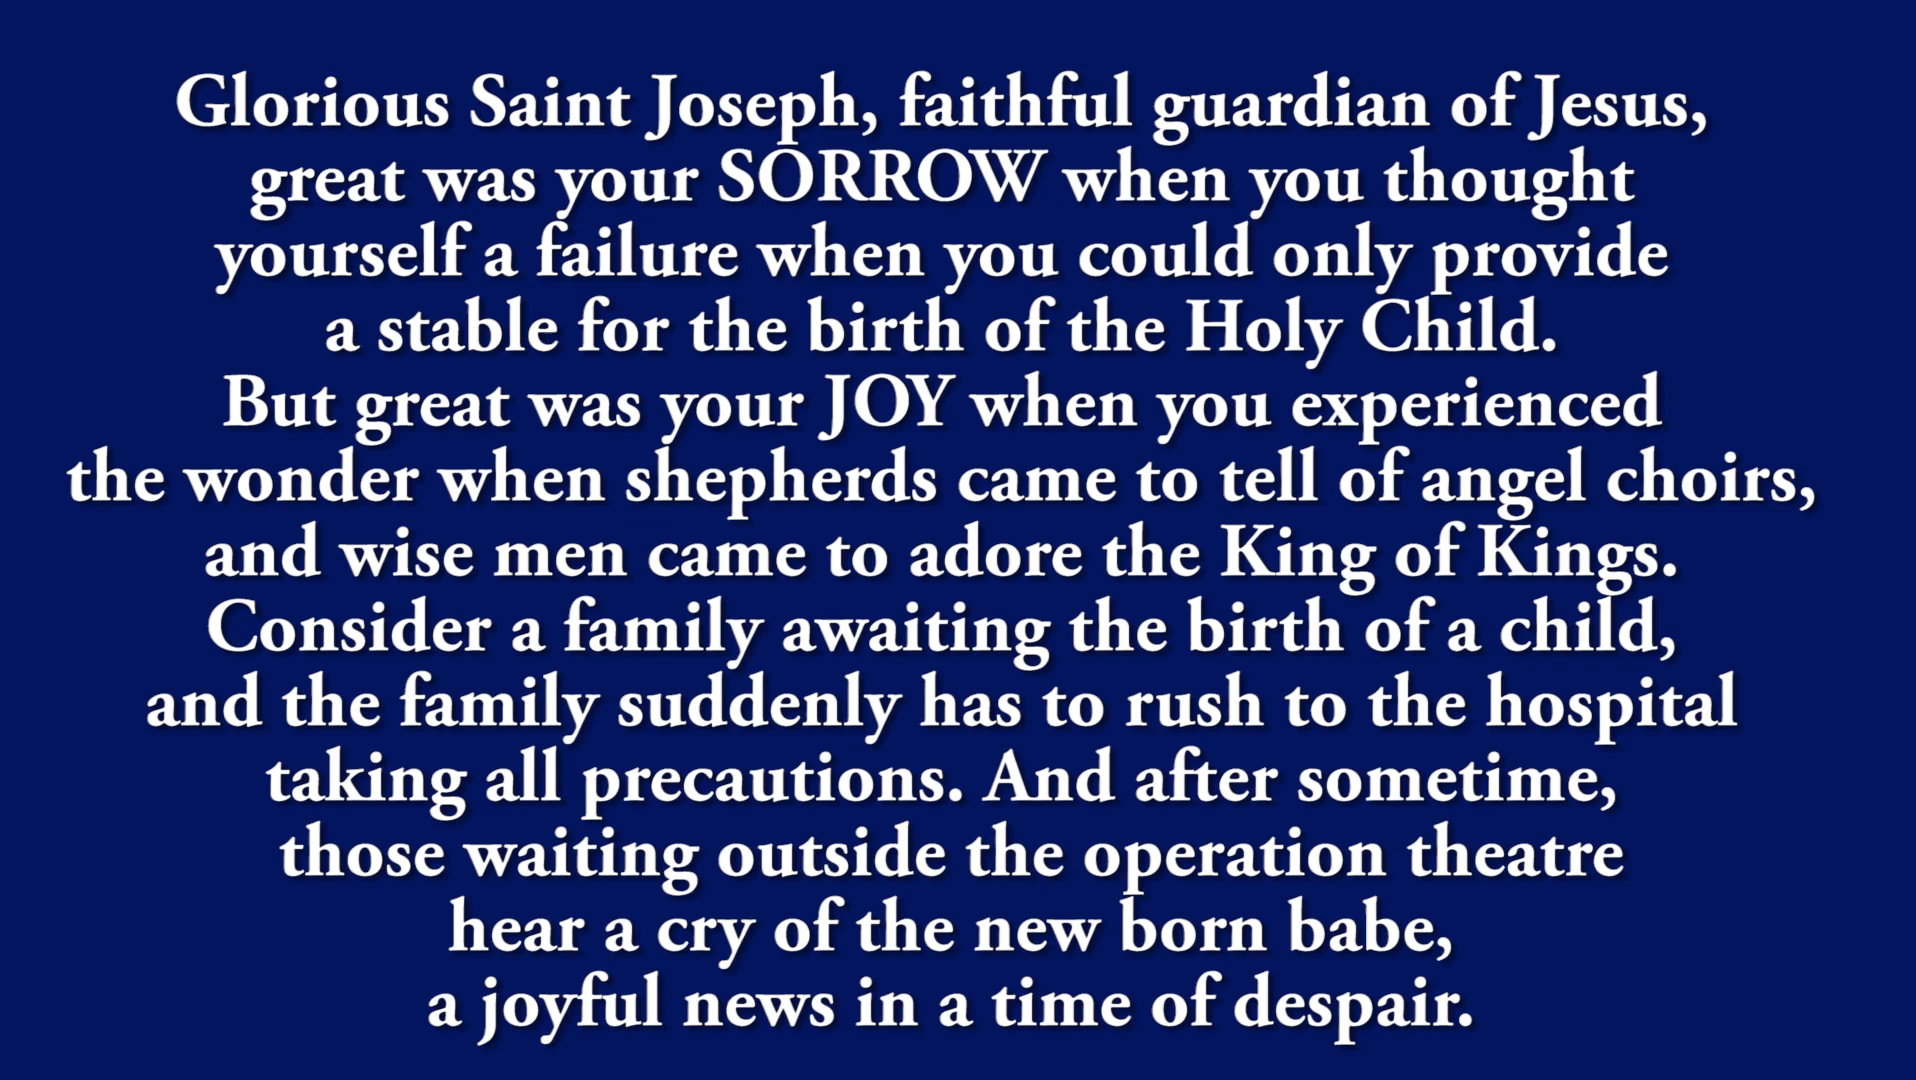 Glorious Saint Joseph, faithful guardian of Jesus,
great was your SORROW when you thought
yourself a failure when you could only provide
a stable for the birth of the Holy Child.
But great was your JOY when you experienced
the wonder when shepherds came to tell of angel choirs,
and wise men came to adore the King of Kings.
Consider a family awaiting the birth of a child,
and the family suddenly has to rush to the hospital
taking all precautions. And after sometime,
those waiting outside the operation theatre
hear a cry of the new born babe,
a joyful news in a time of despair.